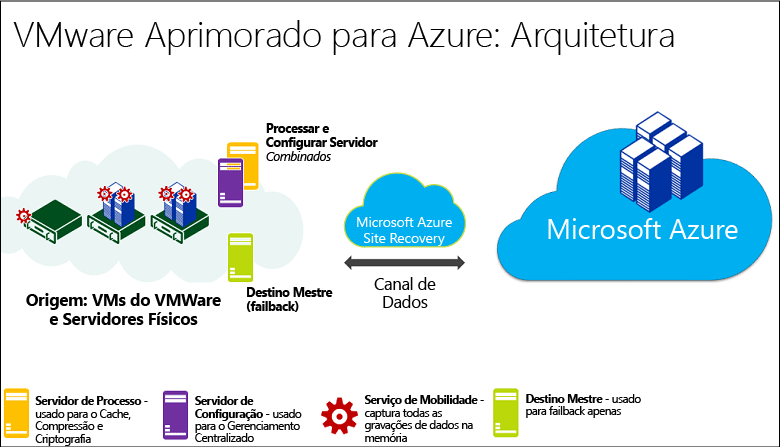 VMware Aprimorado para Azure: Arquitetura
Processar e
Configurar Servidor
Combinados
Microsoft Azure
Site Recovery
Microsoft Azure
Canal de
Dados
Destino Mestre
(failback)
Origem: VMs do VMWare
e Servidores Físicos
Servidor de Processo -
usado para o Cache,
Compressão e
Criptografia
Servidor de
Configuração - usado
para o Gerenciamento
Centralizado
Serviço de Mobilidade -
captura todas as
gravações de dados na
memória
Destino Mestre - usado
para failback apenas